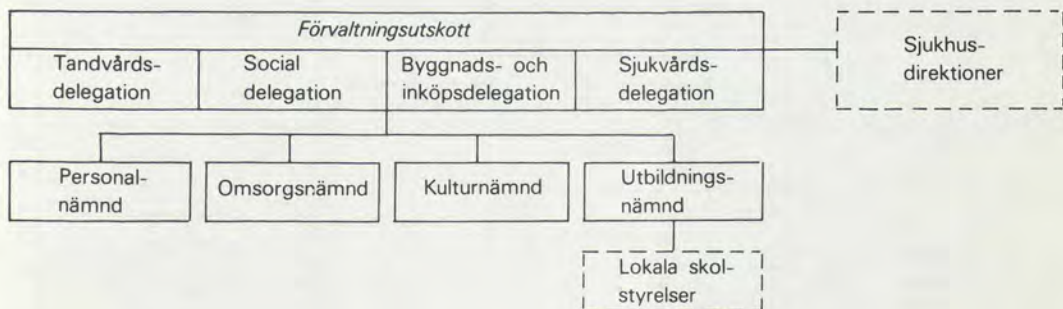 Förvaltningsutskott
Tandvårds-
delegation
Social
delegation
Byggnads- och
inköpsdelegation
Sjukvårds-
delegation
Sjukhus-
direktioner
Personal-
nämnd
Omsorgsnämnd
Kulturnämnd
Utbildnings-
nämnd
Lokala skol-
styrelser